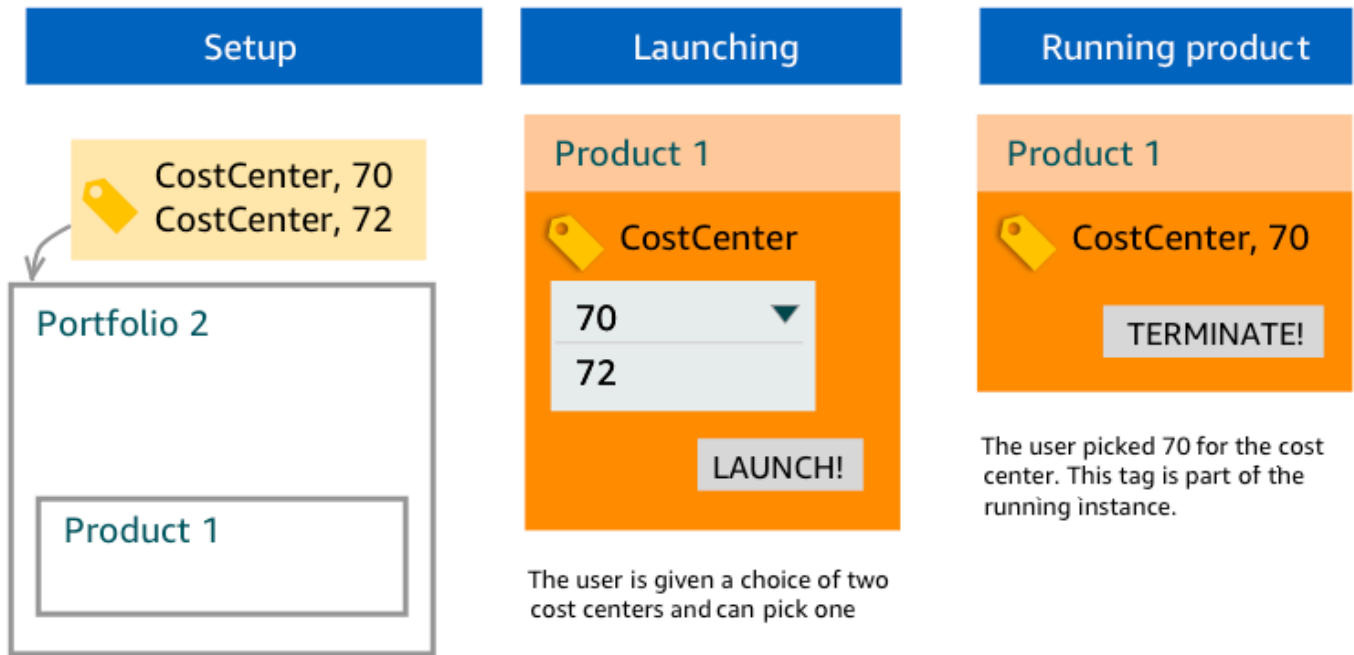 Setup
CostCenter, 70
CostCenter, 72
Portfolio 2
Product 1
Launching
Product 1
CostCenter
70
72
LAUNCH!
The user is given a choice of two
cost centers and can pick one
Running product
Product 1
CostCenter, 70
TERMINATE!
The user picked 70 for the cost
center. This tag is part of the
running instance.